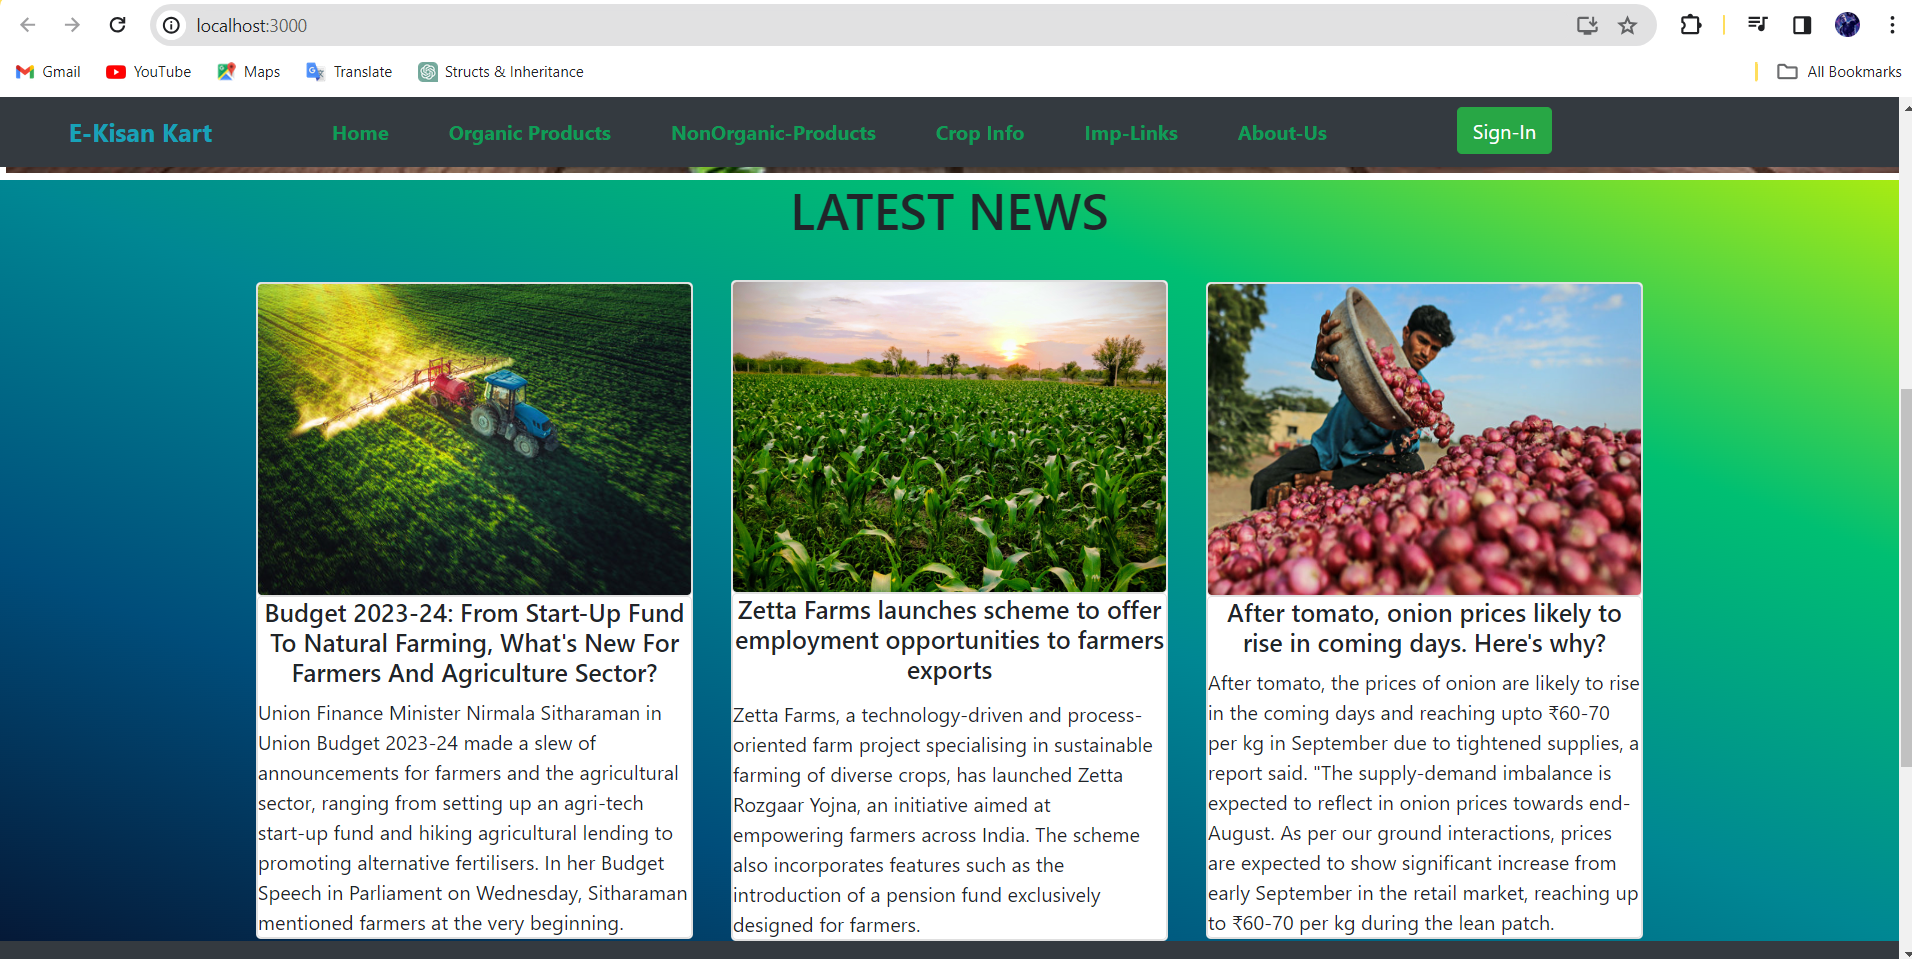 localhost:3000
Gmail YouTube Maps Translate Structs & Inheritance All Bookmarks
E-Kisan Kart Home Organic Products NonOrganic-Products Crop Info Imp-Links About-Us Sign-In
LATEST NEWS
Budget 2023-24: From Start-Up Fund
To Natural Farming, What's New For
Farmers And Agriculture Sector?
Union Finance Minister Nirmala Sitharaman in
Union Budget 2023-24 made a slew of
announcements for farmers and the agricultural
sector, ranging from setting up an agri-tech
start-up fund and hiking agricultural lending to
promoting alternative fertilisers. In her Budget
Speech in Parliament on Wednesday, Sitharaman
mentioned farmers at the very beginning.
Zetta Farms launches scheme to offer
employment opportunities to farmers
exports
Zetta Farms, a technology-driven and process-
oriented farm project specialising in sustainable
farming of diverse crops, has launched Zetta
Rozgaar Yojna, an initiative aimed at
empowering farmers across India. The scheme
also incorporates features such as the
introduction of a pension fund exclusively
designed for farmers.
After tomato, onion prices likely to
rise in coming days. Here's why?
After tomato, the prices of onion are likely to rise
in the coming days and reaching upto ₹60-70
per kg in September due to tightened supplies, a
report said. "The supply-demand imbalance is
expected to reflect in onion prices towards end-
August. As per our ground interactions, prices
are expected to show significant increase from
early September in the retail market, reaching up
to ₹60-70 per kg during the lean patch.